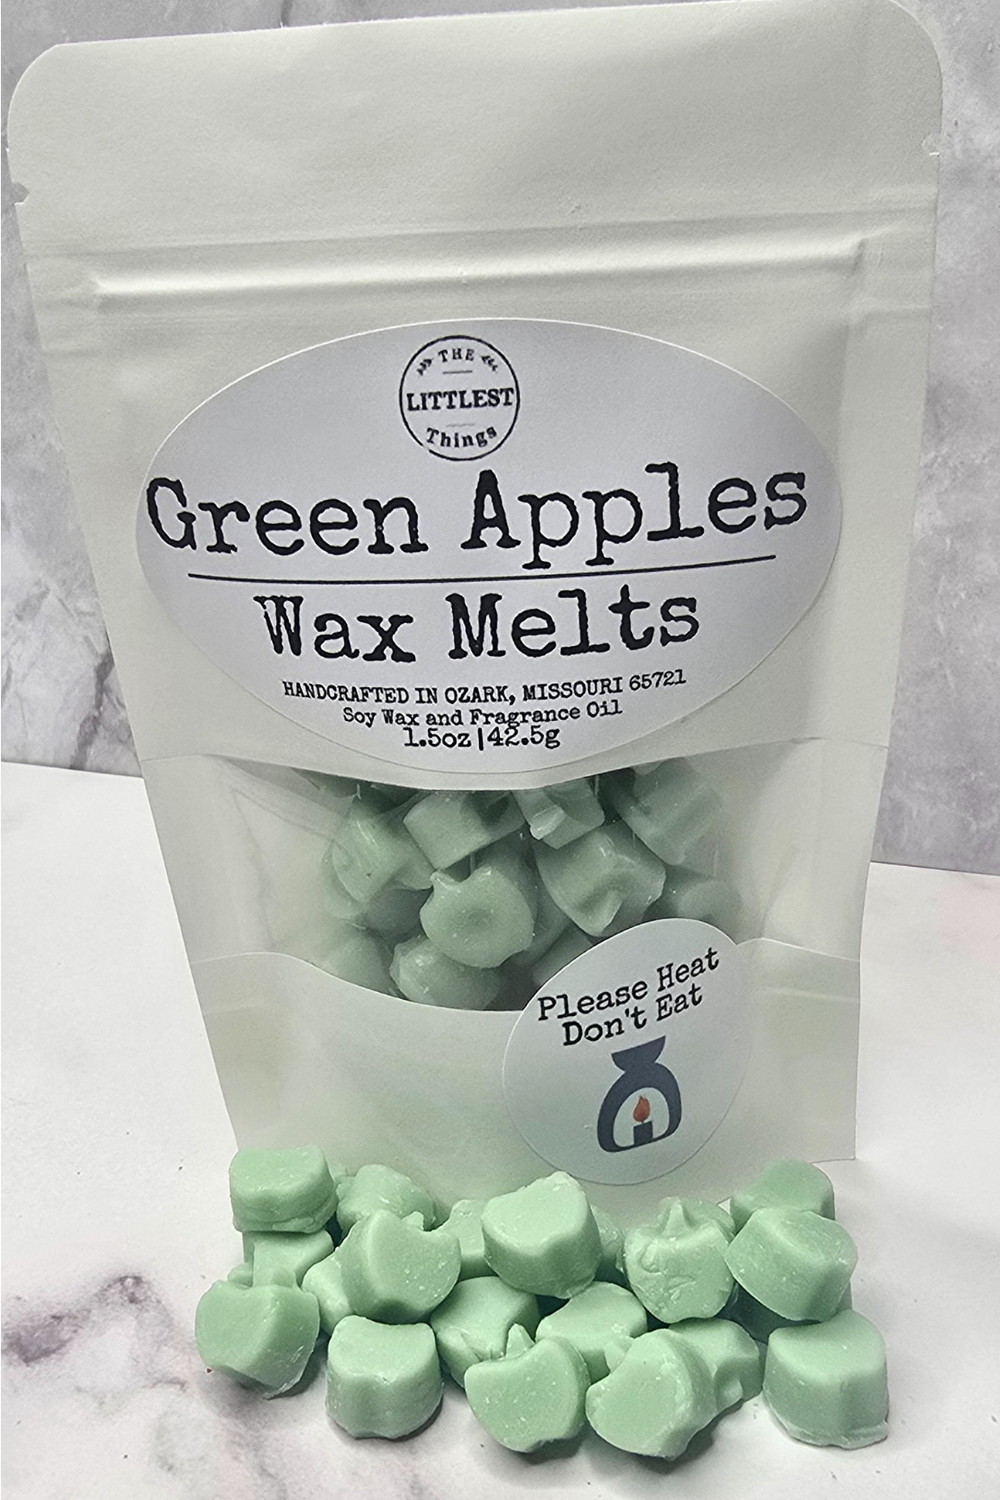 THE
LITTLEST
Things
Green Apples
Wax Melts
HANDCRAFTED IN OZARK, MISSOURI 65721
Soy Wax and Fragrance Oil
1.5oz|42.5g
Please Heat
Don't Eat